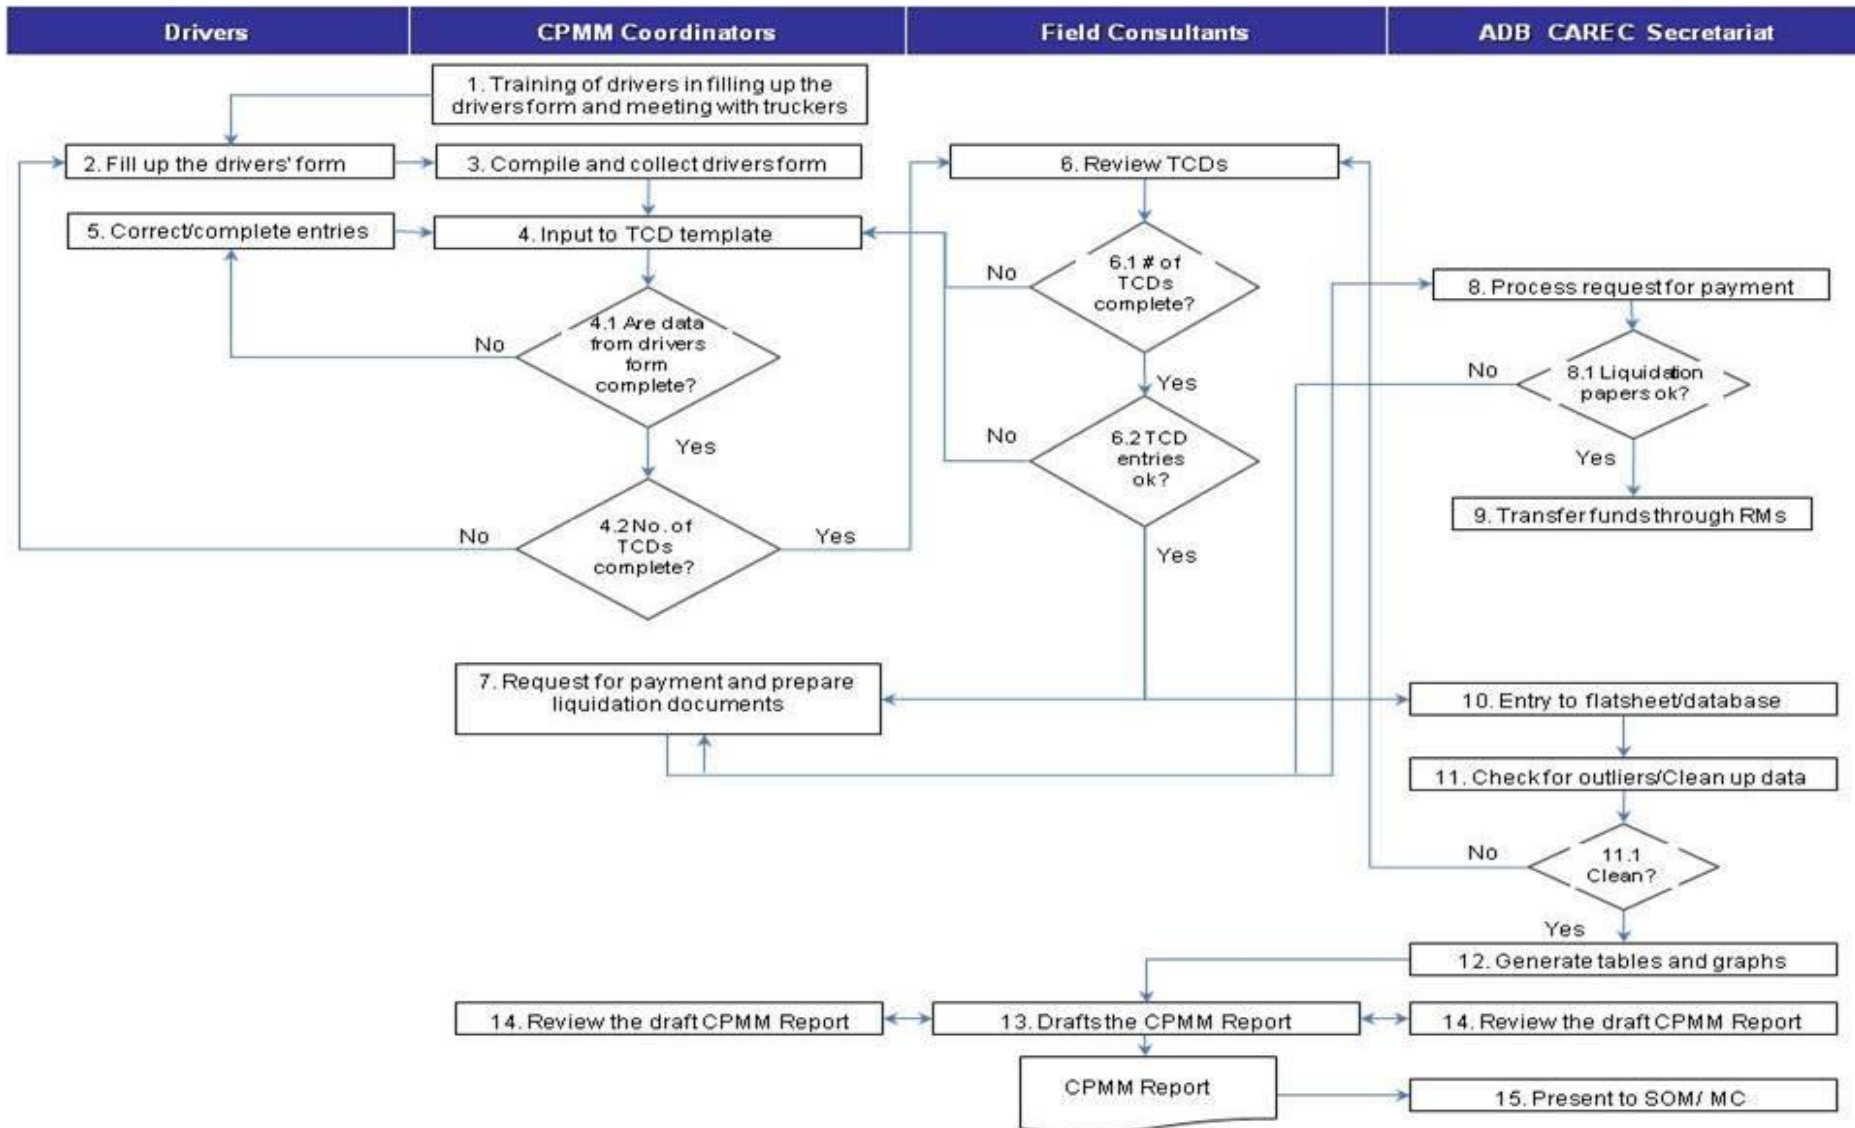 Drivers
CPMM Coordinators
Field Consultants
ADB CAREC Secretariat
1. Training of drivers in filling up the
drivers form and meeting with truckers
2. Fill up the drivers' form
3. Compile and collect drivers form
6. Review TCDs
5. Correct/complete entries
4. Input to TCD template
No
6.1 # of
TCDs
complete?
8. Process request for payment
No
4.1 Are data
from drivers
form
complete?
Yes
No
8.1 Liquidation
papers ok?
Yes
No
6.2 TCD
entries
ok?
Yes
9. Transfer funds through RMs
No
4.2 No. of
TCDs
complete?
Yes
Yes
7. Request for payment and prepare
liquidation documents
10. Entry to flatsheet/database
11. Check for outliers/Clean up data
No
11.1
Clean?
Yes
12. Generate tables and graphs
14. Review the draft CPMM Report
13. Drafts the CPMM Report
14. Review the draft CPMM Report
CPMM Report
15. Present to SOM/ MC